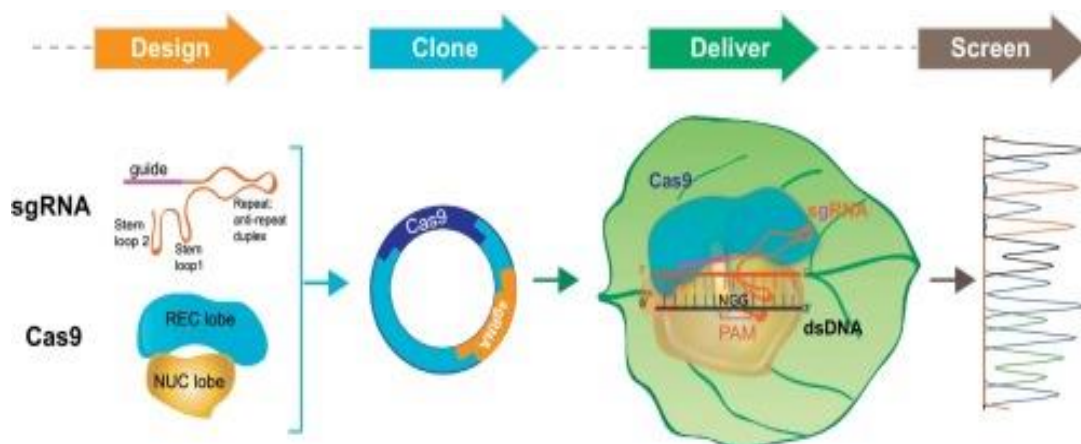 Design
Clone
Deliver
Screen
sgRNA
guide
Stem
loop 2
Stem
loop1
Repeat:
anti-repeat
duplex
Cas9
REC lobe
NUC lobe
Cas9
sgRNA
Cas9
sgRNA
NGG
PAM
dsDNA